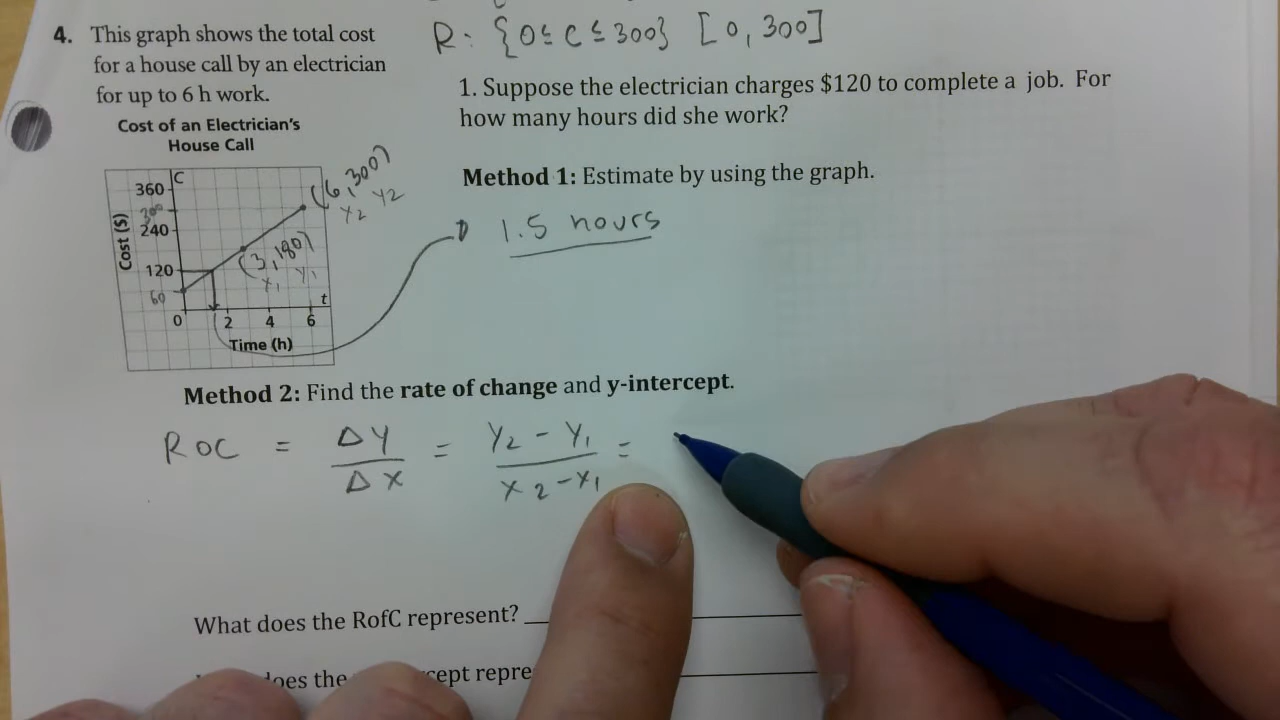 R: {0 ≤ C ≤ 300} [0, 300]
4. This graph shows the total cost
for a house call by an electrician
for up to 6 h work.
1. Suppose the electrician charges $120 to complete a job. For
how many hours did she work?
Cost of an Electrician's
House Call
C
360
300
240
120
60
0 2 4 6
t
Cost ($)
Time (h)
(6, 300)
x2 y2
(3, 180)
x1 y1
Method 1: Estimate by using the graph.
1.5 hours
Method 2: Find the rate of change and y-intercept.
ROC = Δy/Δx = y2 - y1 / x2 - x1 =
What does the RofC represent?
does the